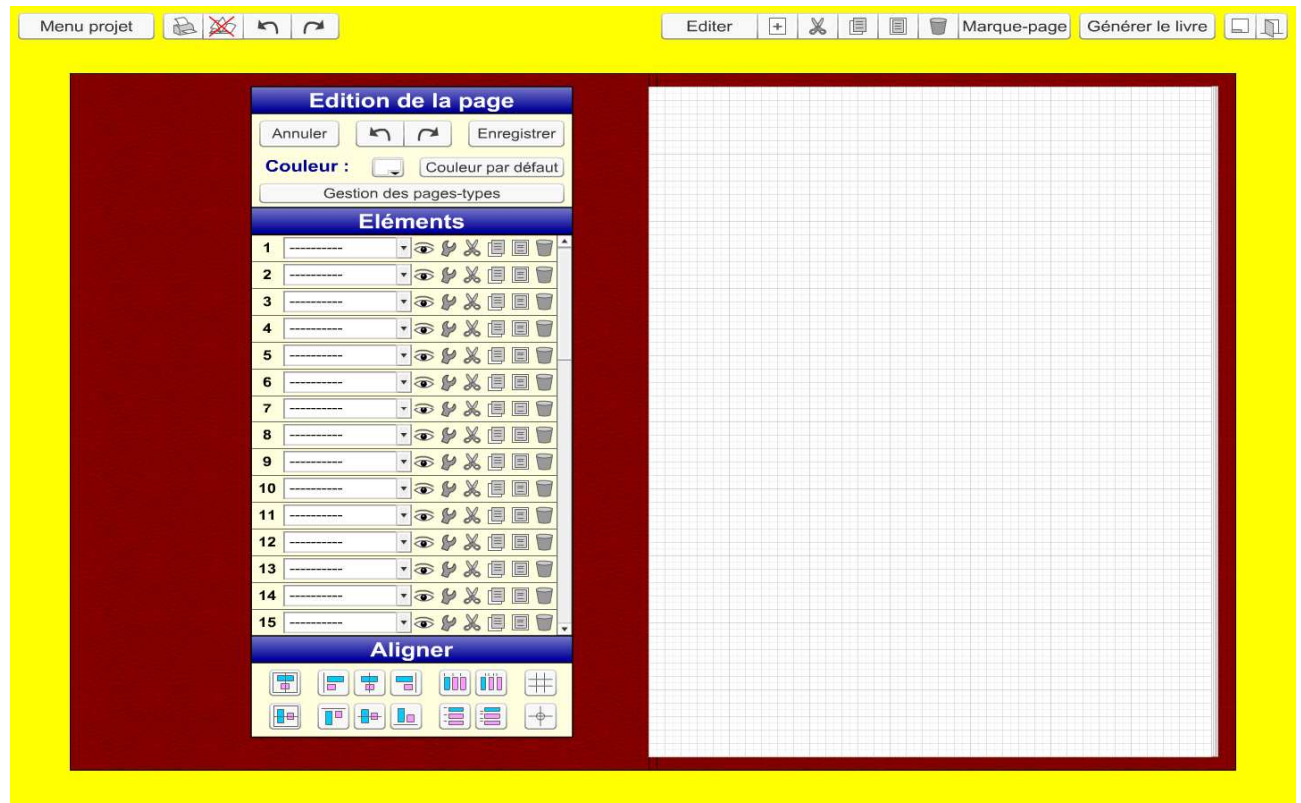 Menu projet Editer Marque-page Générer le livre
Edition de la page
Annuler Enregistrer
Couleur : Couleur par défaut
Gestion des pages-types
Eléments
1 ----------
2 ----------
3 ----------
4 ----------
5 ----------
6 ----------
7 ----------
8 ----------
9 ----------
10 ----------
11 ----------
12 ----------
13 ----------
14 ----------
15 ----------
Aligner